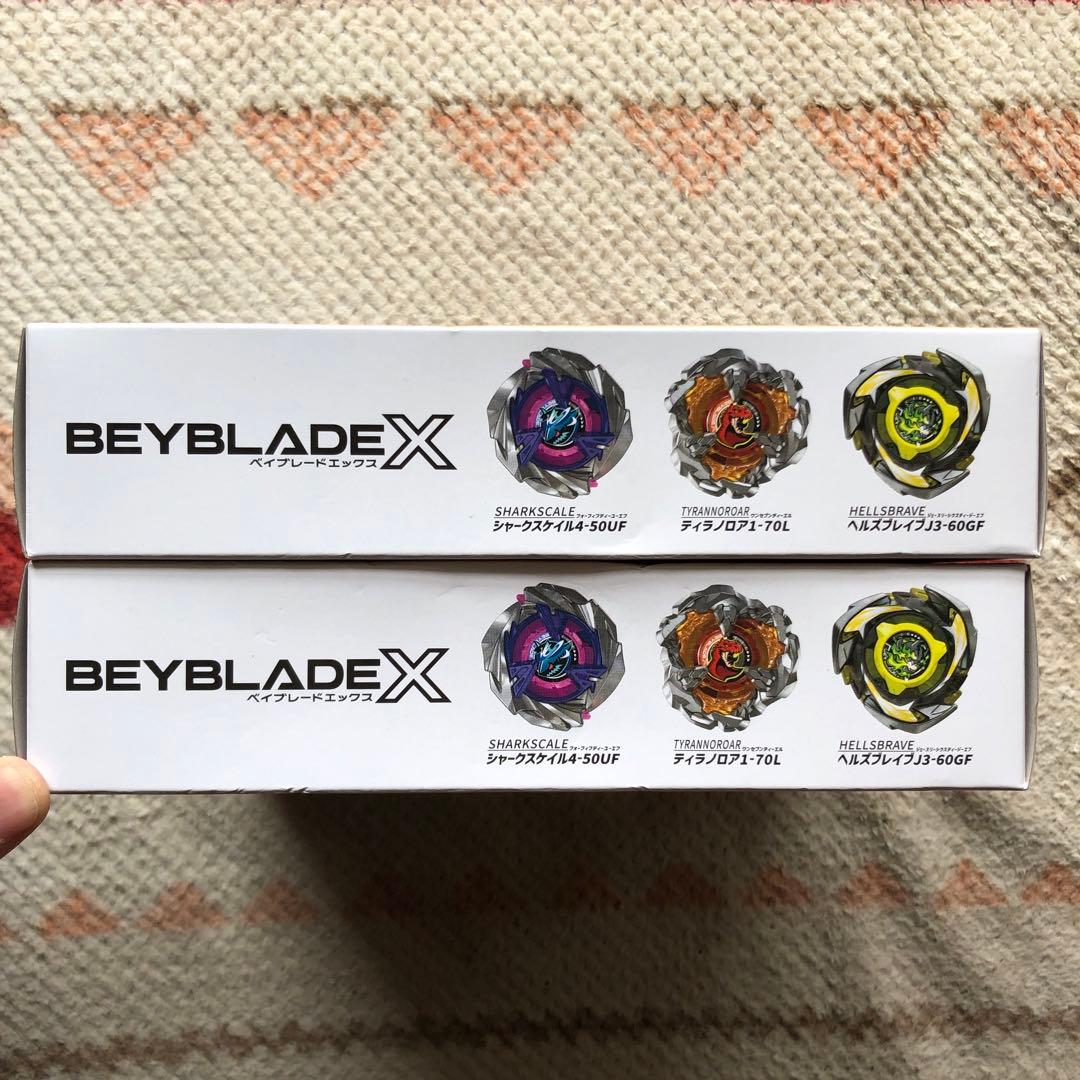 BEYBLADE X
ベイブレードエックス
SHARKSCALE フォーフィフティーユーエフ
シャークスケイル4-50UF
TYRANNOROAR ワンセブンティーエル
ティラノロア1-70L
HELLSBRAVE ジェースリーシックスティージーエフ
ヘルズブレイブJ3-60GF
BEYBLADE X
ベイブレードエックス
SHARKSCALE フォーフィフティーユーエフ
シャークスケイル4-50UF
TYRANNOROAR ワンセブンティーエル
ティラノロア1-70L
HELLSBRAVE ジェースリーシックスティージーエフ
ヘルズブレイブJ3-60GF